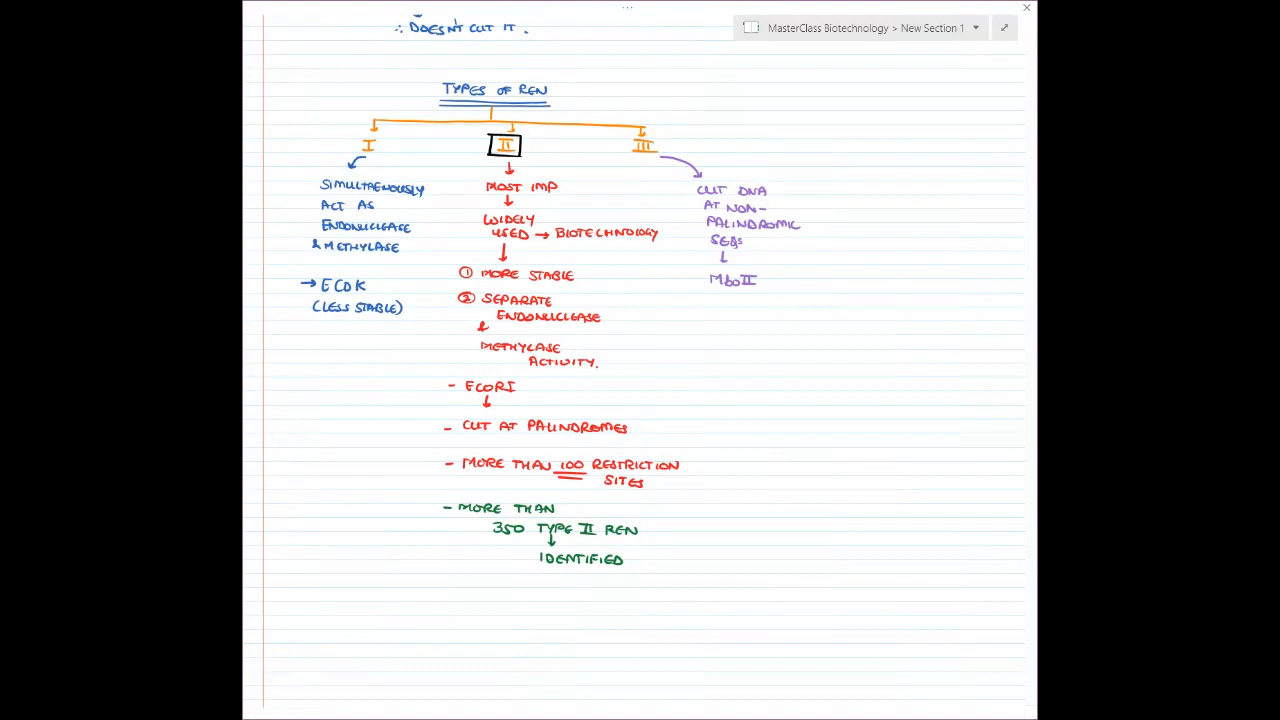 ∴ DOESN'T CUT IT.
MasterClass Biotechnology > New Section 1
TYPES OF REN
I
II
III
SIMULTAENOUSLY
ACT AS
ENDONUCLEASE
& METHYLASE
→ ECOK
(LESS STABLE)
MOST IMP
WIDELY
USED → BIOTECHNOLOGY
① MORE STABLE
② SEPARATE
ENDONUCLEASE
&
METHYLASE
ACTIVITY.
- ECORI
- CUT AT PALINDROMES
- MORE THAN 100 RESTRICTION
SITES
- MORE THAN
350 TYPE II REN
IDENTIFIED
CUT DNA
AT NON-
PALINDROMIC
SEQs
MboII